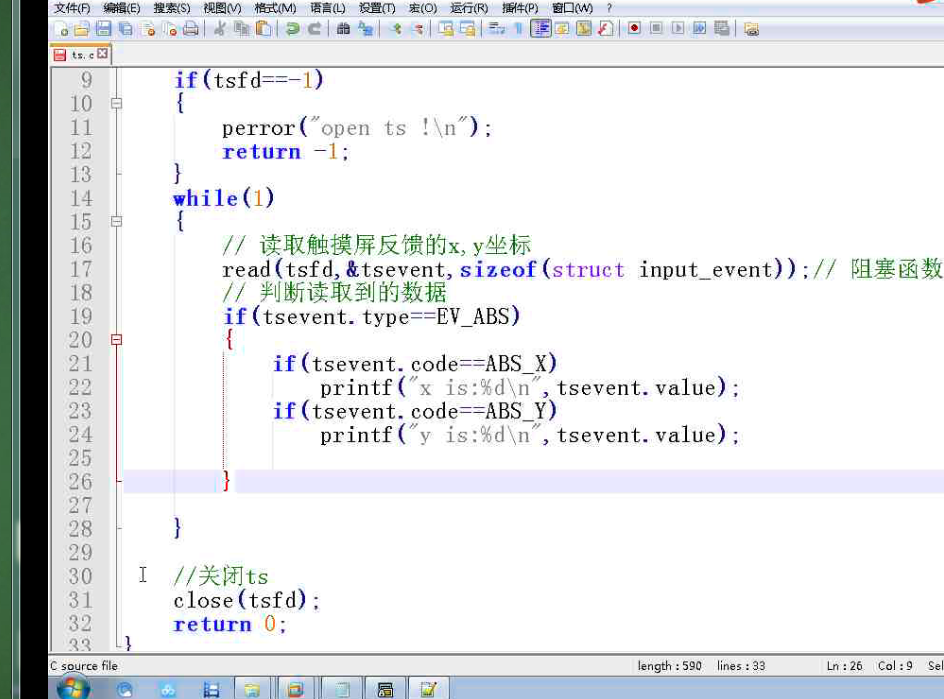 文件(F) 编辑(E) 搜索(S) 视图(V) 格式(M) 语言(L) 设置(T) 宏(O) 运行(R) 插件(P) 窗口(W) ?
ts.c
9 if(tsfd==-1)
10 {
11 perror("open ts !\n");
12 return -1;
13 }
14 while(1)
15 {
16 // 读取触摸屏反馈的x,y坐标
17 read(tsfd,&tsevent,sizeof(struct input_event));// 阻塞函数
18 // 判断读取到的数据
19 if(tsevent.type==EV_ABS)
20 {
21 if(tsevent.code==ABS_X)
22 printf("x is:%d\n",tsevent.value);
23 if(tsevent.code==ABS_Y)
24 printf("y is:%d\n",tsevent.value);
25
26 }
27
28 }
29
30 //关闭ts
31 close(tsfd);
32 return 0;
33 }
C source file length : 590 lines : 33 Ln : 26 Col : 9 Sel